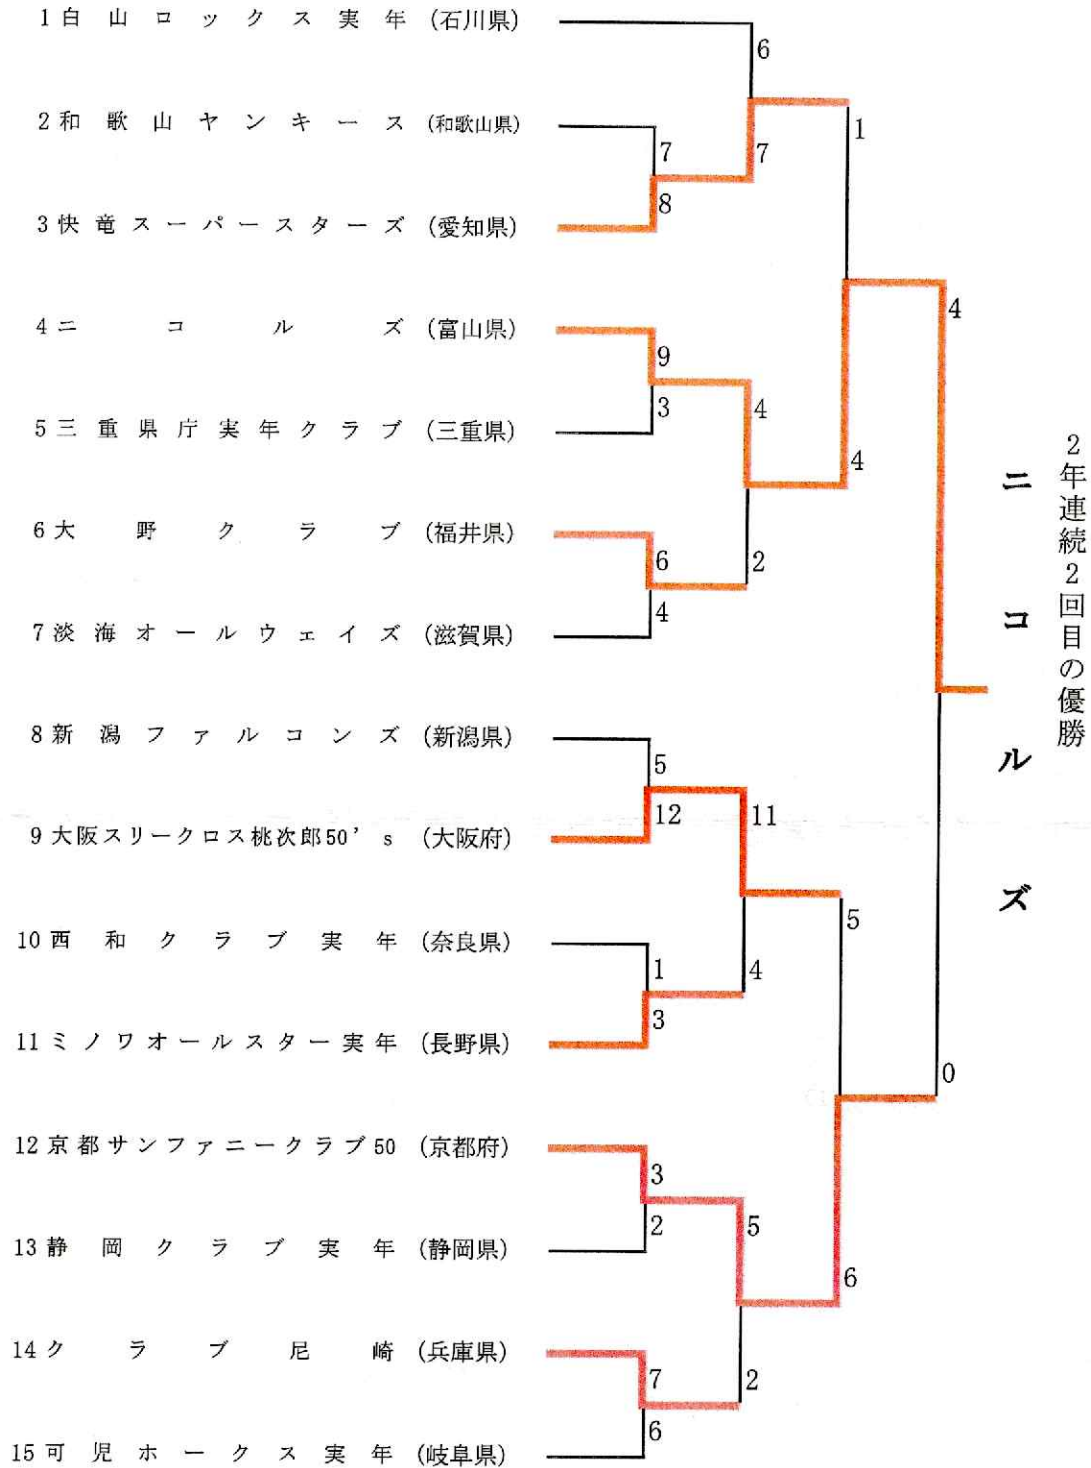 1 白山ロックス実年 (石川県)
6
2 和歌山ヤンキース (和歌山県)
7
7
1
3 快竜スーパースターズ (愛知県)
8
4 ニコルズ (富山県)
9
4
5 三重県庁実年クラブ (三重県)
3
4
4
6 大野クラブ (福井県)
6
2
7 淡海オールウェイズ (滋賀県)
4
8 新潟ファルコンズ (新潟県)
5
9 大阪スリークロス桃次郎50’s (大阪府)
12
11
5
10 西和クラブ実年 (奈良県)
1
4
11 ミノワオールスター実年 (長野県)
3
0
12 京都サンファニークラブ50 (京都府)
3
5
13 静岡クラブ実年 (静岡県)
2
6
14 クラブ尼崎 (兵庫県)
7
2
15 可児ホークス実年 (岐阜県)
6
2年連続2回目の優勝
ニコルズ